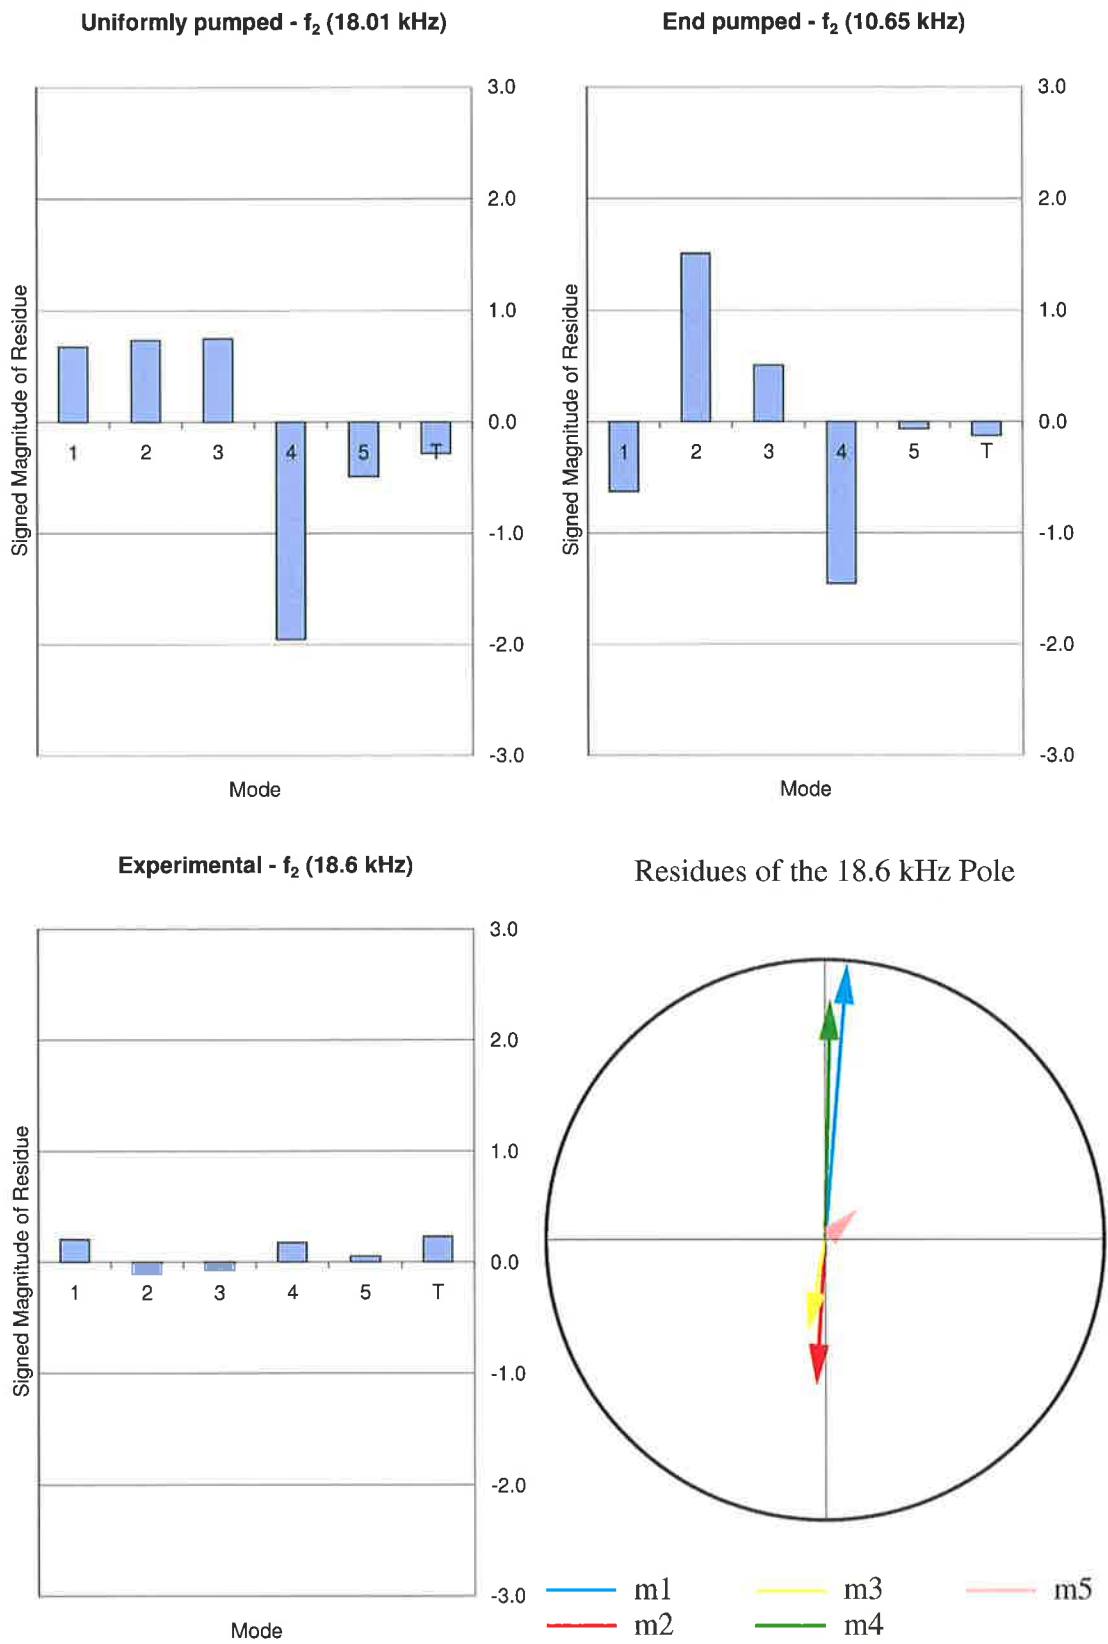 Uniformly pumped - f₂ (18.01 kHz)
3.0
2.0
1.0
0.0
-1.0
-2.0
-3.0
Signed Magnitude of Residue
1 2 3 4 5 T
Mode
End pumped - f₂ (10.65 kHz)
3.0
2.0
1.0
0.0
-1.0
-2.0
-3.0
Signed Magnitude of Residue
1 2 3 4 5 T
Mode
Experimental - f₂ (18.6 kHz)
3.0
2.0
1.0
0.0
-1.0
-2.0
-3.0
Signed Magnitude of Residue
1 2 3 4 5 T
Mode
Residues of the 18.6 kHz Pole
m1 m3 m5
m2 m4